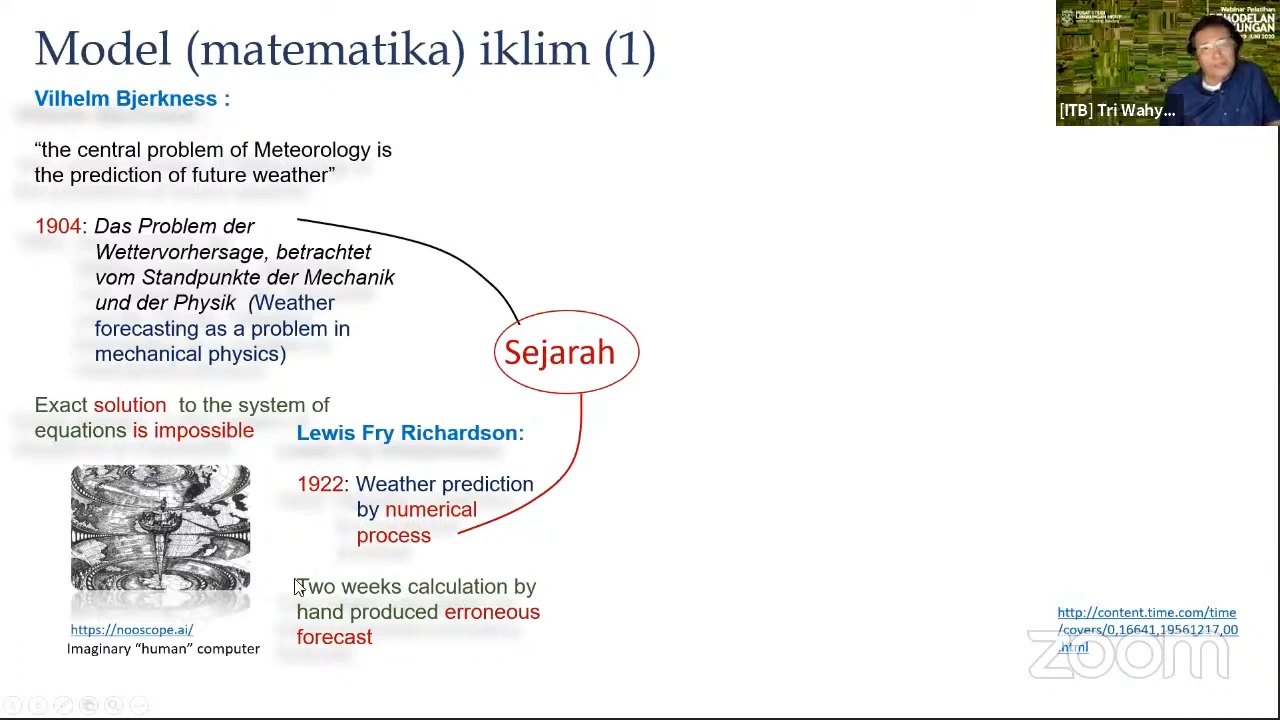 Model (matematika) iklim (1)
Vilhelm Bjerkness :
“the central problem of Meteorology is
the prediction of future weather”
1904: Das Problem der
Wettervorhersage, betrachtet
vom Standpunkte der Mechanik
und der Physik (Weather
forecasting as a problem in
mechanical physics)
Exact solution to the system of
equations is impossible
https://nooscope.ai/
Imaginary “human” computer
Sejarah
Lewis Fry Richardson:
1922: Weather prediction
by numerical
process
Two weeks calculation by
hand produced erroneous
forecast
Webinar Pelatihan
[ITB] Tri Wahy...
http://content.time.com/time
/covers/0,16641,19561217,00
.html
zoom